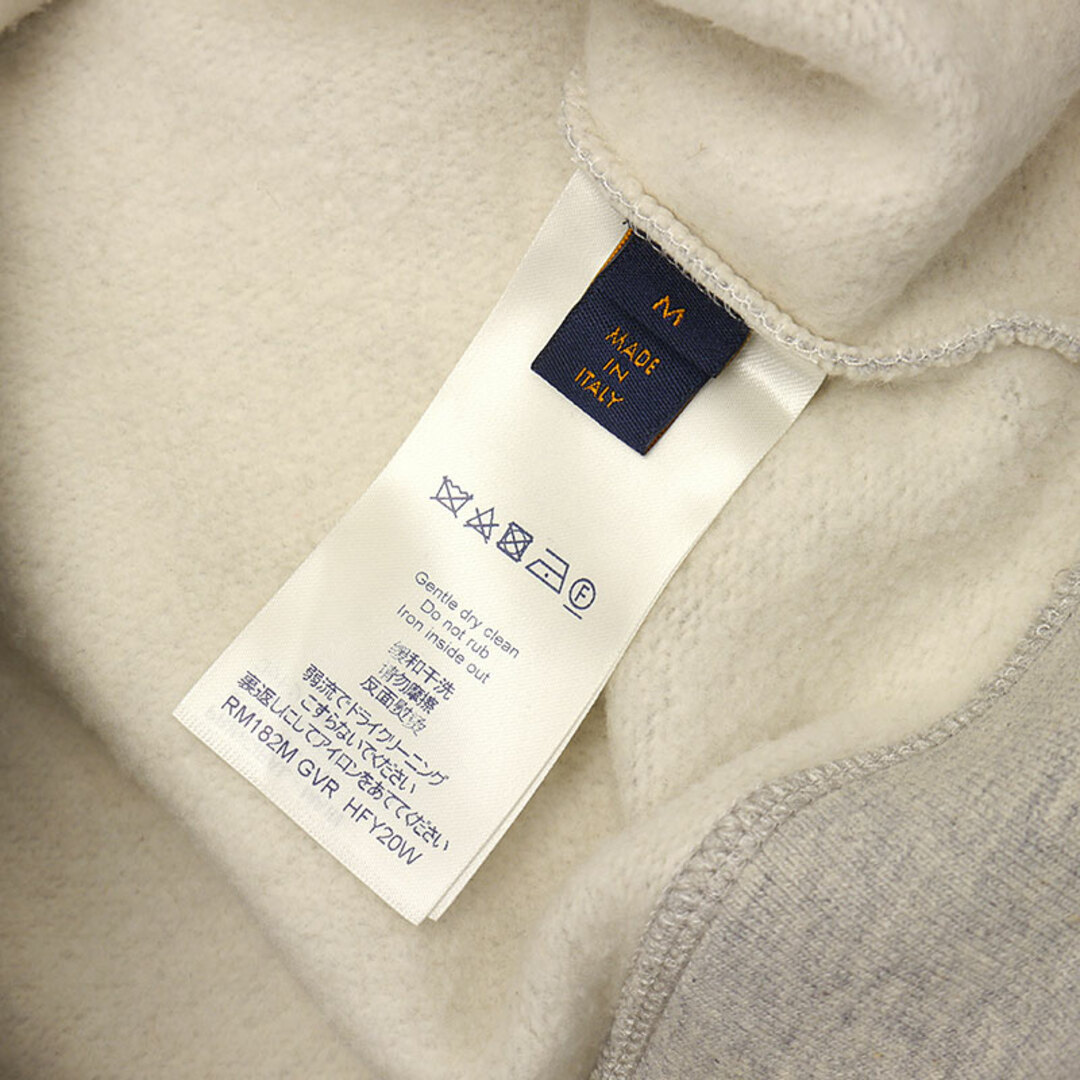 M
MADE
IN
ITALY
F
Gentle dry clean
Do not rub
Iron inside out
缓和干洗
请勿摩擦
反面熨烫
弱流でドライクリーニング
こすらないでください
裏返しにしてアイロンをあててください
RM182M GVR HFY20W